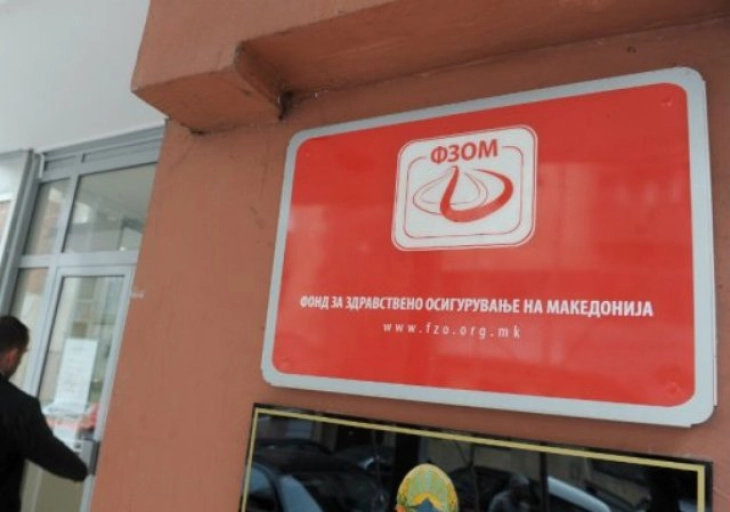 ФЗОМ
ФОНД ЗА ЗДРАВСТВЕНО ОСИГУРУВАЊЕ НА МАКЕДОНИЈА
www.fzo.org.mk